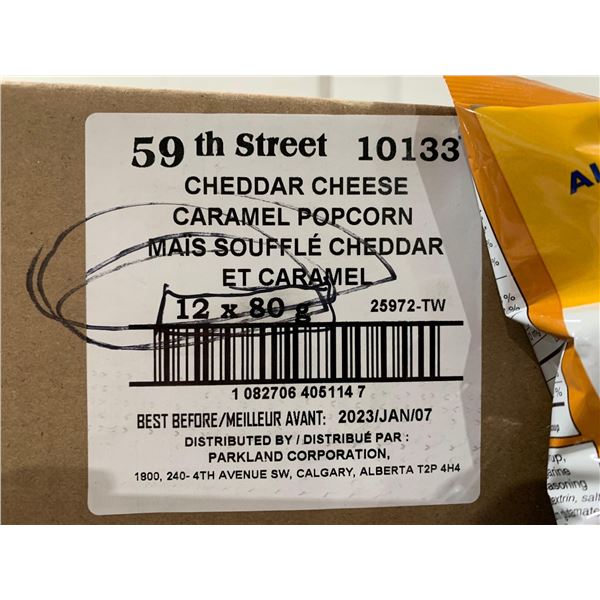 59 th Street 10133
CHEDDAR CHEESE
CARAMEL POPCORN
MAIS SOUFFLÉ CHEDDAR
ET CARAMEL
12 x 80 g 25972-TW
1 082706 405114 7
BEST BEFORE/MEILLEUR AVANT: 2023/JAN/07
DISTRIBUTED BY / DISTRIBUÉ PAR :
PARKLAND CORPORATION,
1800, 240- 4TH AVENUE SW, CALGARY, ALBERTA T2P 4H4